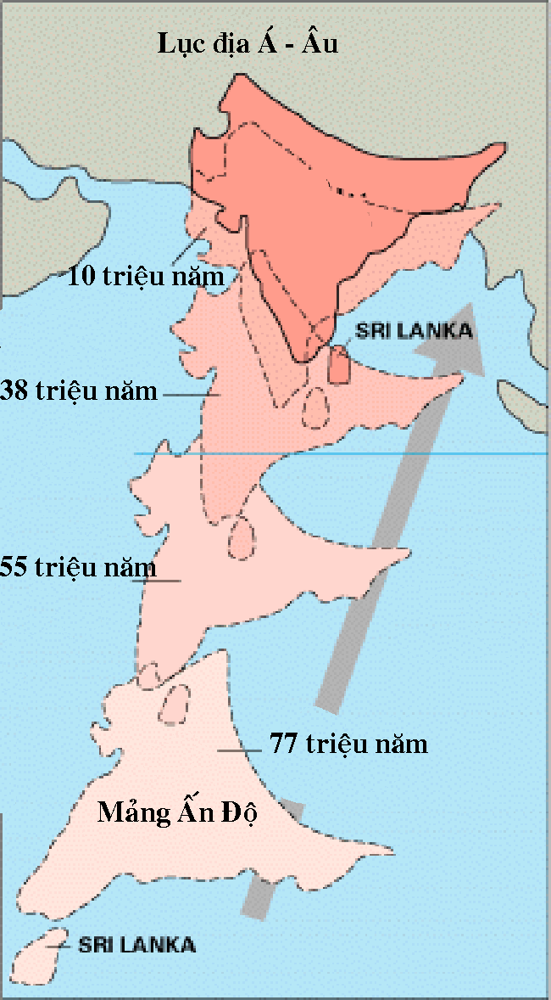 Lục địa Á - Âu
10 triệu năm
SRI LANKA
38 triệu năm
55 triệu năm
77 triệu năm
Mảng Ấn Độ
SRI LANKA